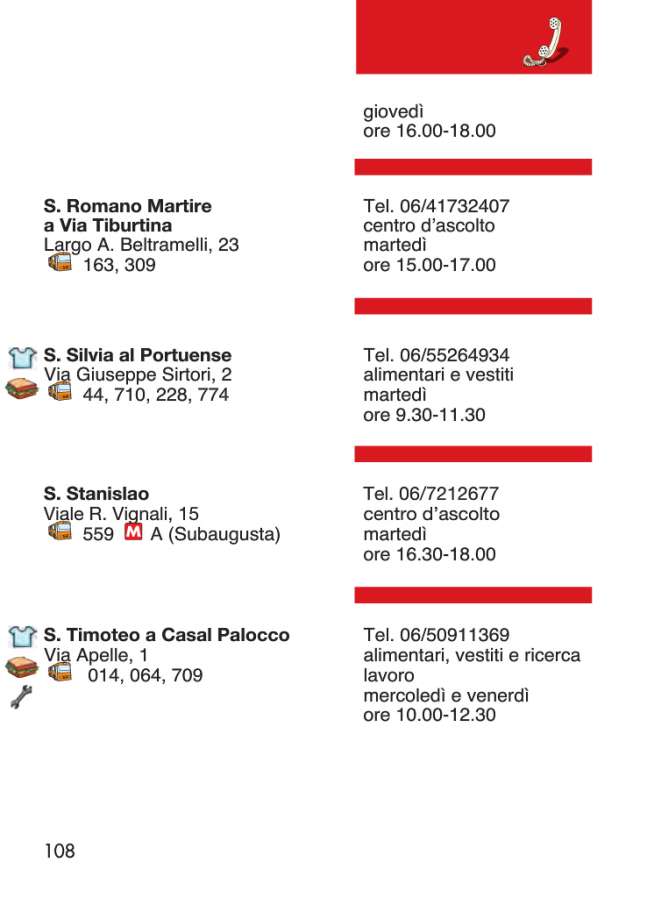 giovedì
ore 16.00-18.00
S. Romano Martire
a Via Tiburtina
Largo A. Beltramelli, 23
163, 309
Tel. 06/41732407
centro d'ascolto
martedì
ore 15.00-17.00
S. Silvia al Portuense
Via Giuseppe Sirtori, 2
44, 710, 228, 774
Tel. 06/55264934
alimentari e vestiti
martedì
ore 9.30-11.30
S. Stanislao
Viale R. Vignali, 15
559 M A (Subaugusta)
Tel. 06/7212677
centro d'ascolto
martedì
ore 16.30-18.00
S. Timoteo a Casal Palocco
Via Apelle, 1
014, 064, 709
Tel. 06/50911369
alimentari, vestiti e ricerca
lavoro
mercoledì e venerdì
ore 10.00-12.30
108